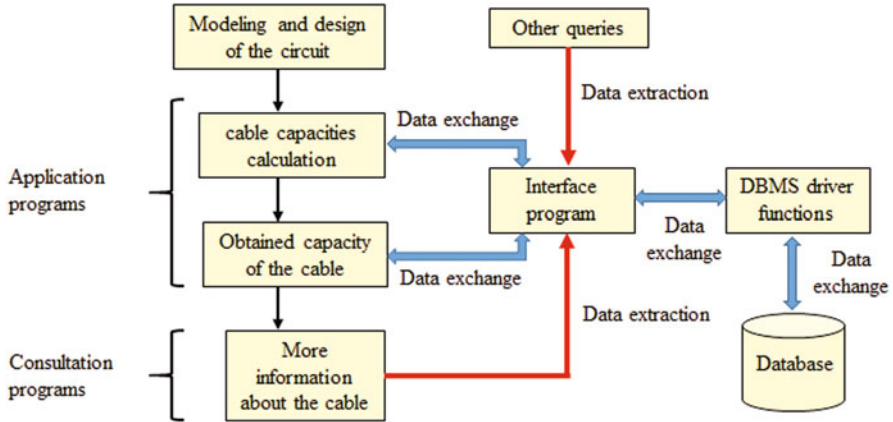 Modeling and design
of the circuit
Other queries
Data extraction
Application
programs
cable capacities
calculation
Data exchange
Interface
program
DBMS driver
functions
Data
exchange
Obtained capacity
of the cable
Data exchange
Data
exchange
Data extraction
Consultation
programs
More
information
about the cable
Database